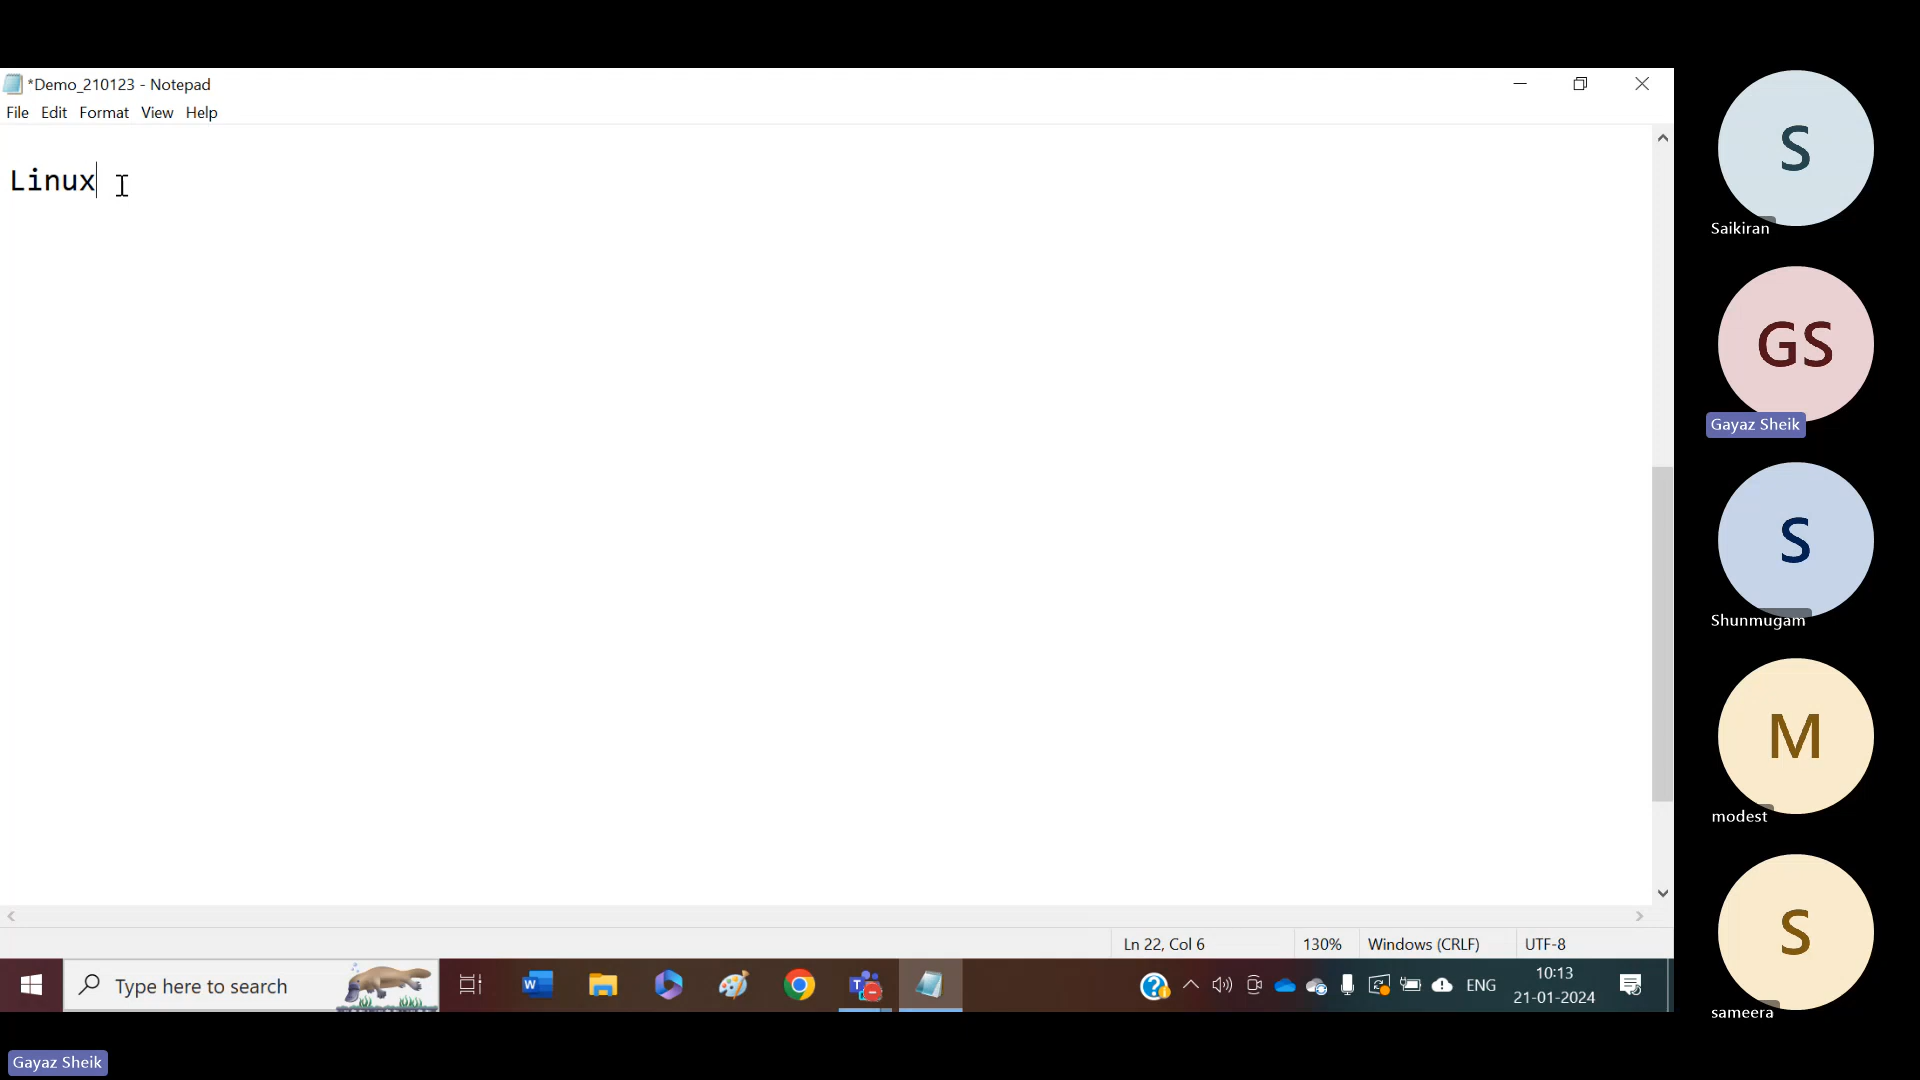 *Demo_210123 - Notepad
File Edit Format View Help
Linux
Ln 22, Col 6 130% Windows (CRLF) UTF-8
W Type here to search ENG 10:13
21-01-2024
S
Saikiran
GS
Gayaz Sheik
S
Shunmugam
M
modest
S
sameera
Gayaz Sheik